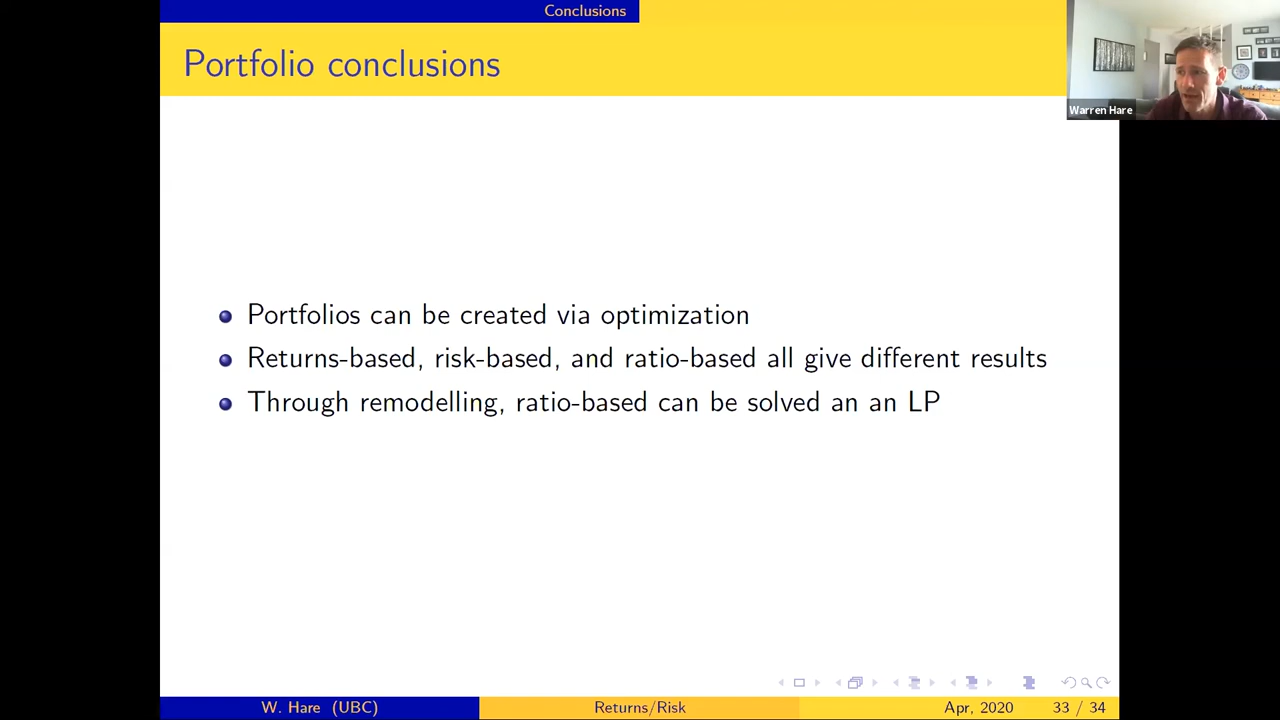 Conclusions
Portfolio conclusions
Warren Hare
Portfolios can be created via optimization
Returns-based, risk-based, and ratio-based all give different results
Through remodelling, ratio-based can be solved an an LP
W. Hare (UBC)
Returns/Risk
Apr, 2020
33 / 34